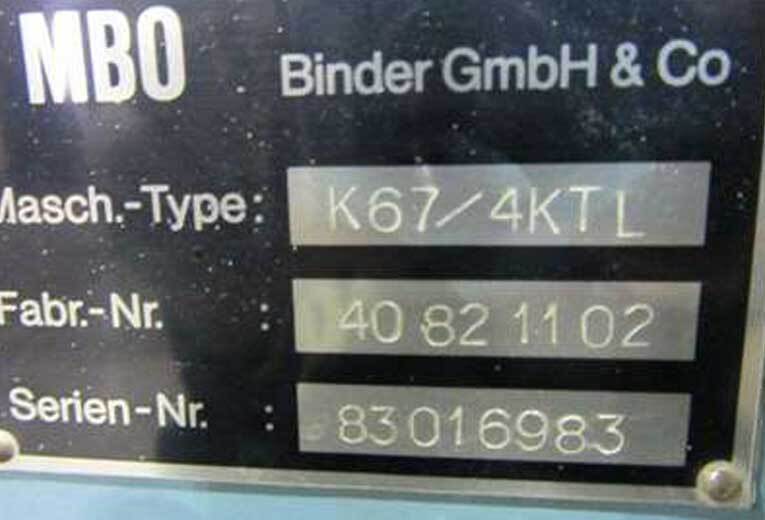 MBO Binder GmbH & Co
Masch.-Type: K67/4KTL
Fabr.-Nr. : 40 82 11 02
Serien-Nr. : 83016983